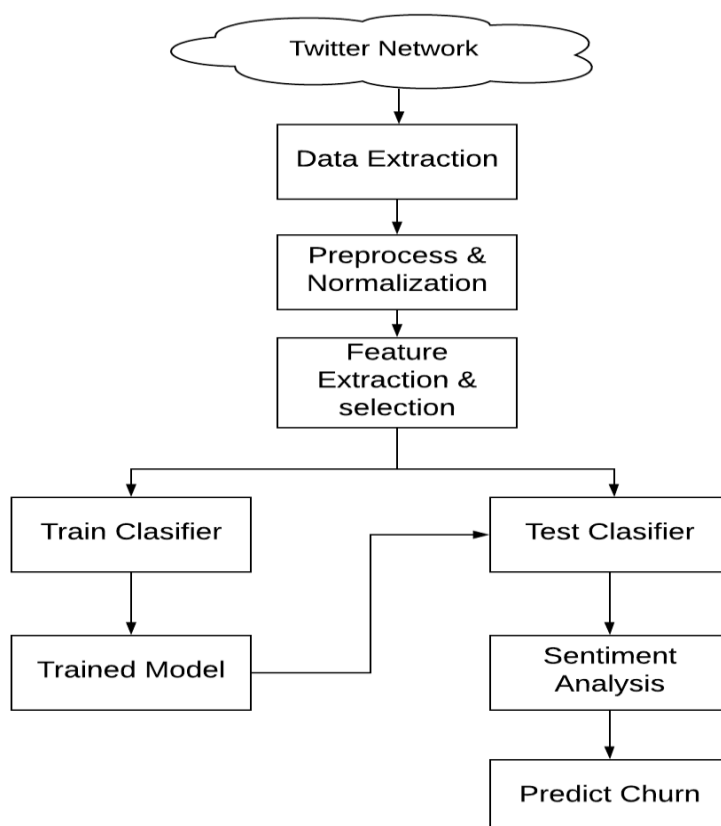 Twitter Network
Data Extraction
Preprocess &
Normalization
Feature
Extraction &
selection
Train Clasifier
Test Clasifier
Trained Model
Sentiment
Analysis
Predict Churn